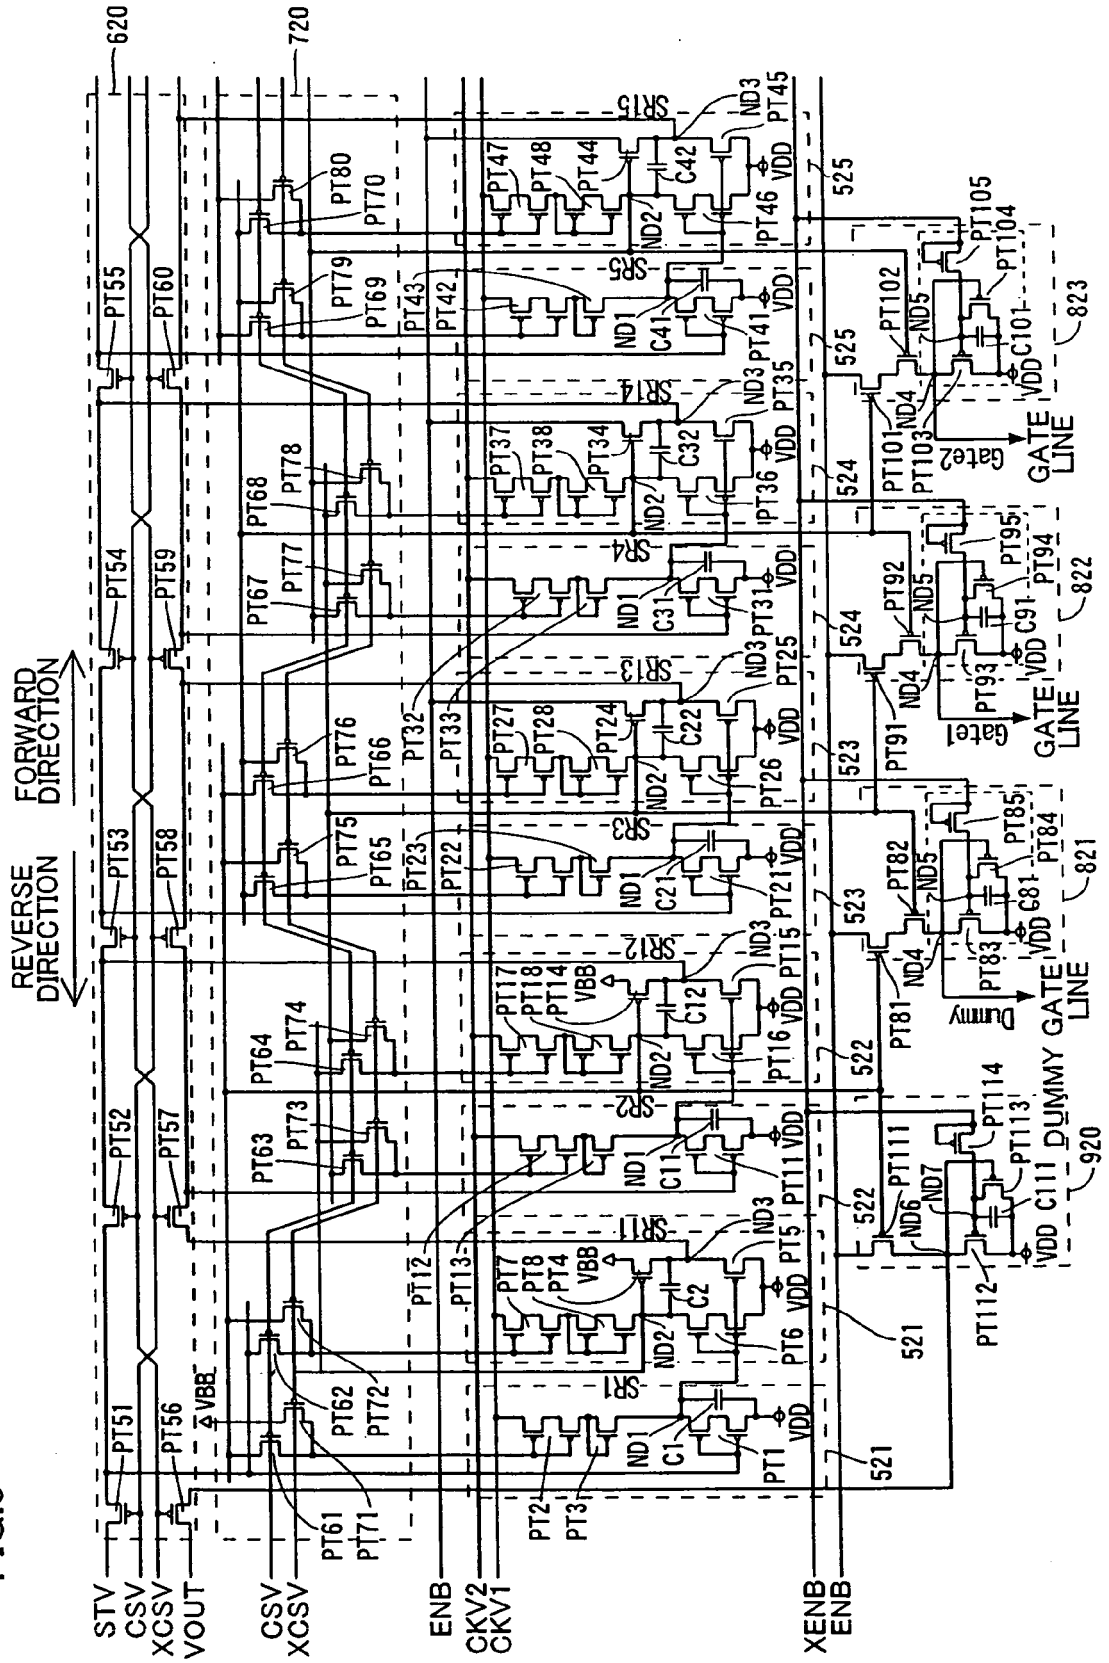 620
720
REVERSE
DIRECTION
FORWARD
DIRECTION
STV
CSV
XCSV
VOUT
PT51
PT52
PT53
PT54
PT55
PT56
PT57
PT58
PT59
PT60
VBB
CSV
XCSV
PT61
PT71
PT62
PT72
PT63
PT73
PT64
PT74
PT65
PT75
PT66
PT76
PT67
PT77
PT68
PT78
PT69
PT79
PT70
PT80
ENB
CKV2
CKV1
PT2
PT3
SR1
ND1
C1
PT1
VDD
521
SR11
PT7
PT8
PT4
VBB
ND2
C2
ND3
PT5
PT6
VDD
521
PT12
PT13
SR2
ND1
C11
PT11
VDD
522
SR12
PT17
PT18
PT14
VBB
ND2
C12
ND3
PT15
PT16
VDD
522
PT23
PT22
SR3
ND1
C21
PT21
VDD
523
SR13
PT27
PT28
PT24
ND2
C22
ND3
PT25
PT26
VDD
523
PT32
PT33
SR4
ND1
C31
PT31
VDD
524
SR14
PT37
PT38
PT34
ND2
C32
ND3
PT35
PT36
VDD
524
PT43
PT42
SR5
ND1
C41
PT41
VDD
525
SR15
PT47
PT48
PT44
ND2
C42
ND3
PT45
PT46
VDD
525
XENB
ENB
PT111
ND6
ND7
PT114
PT113
C111
PT112
VDD
920
PT81
PT82
ND4
ND5
PT85
PT84
C81
PT83
VDD
821
Dummy
DUMMY GATE
LINE
PT91
PT92
ND4
ND5
PT95
PT94
C91
PT93
VDD
822
Gate1
GATE
LINE
PT101
PT102
ND4
ND5
PT105
PT104
C101
PT103
VDD
823
Gate2
GATE
LINE